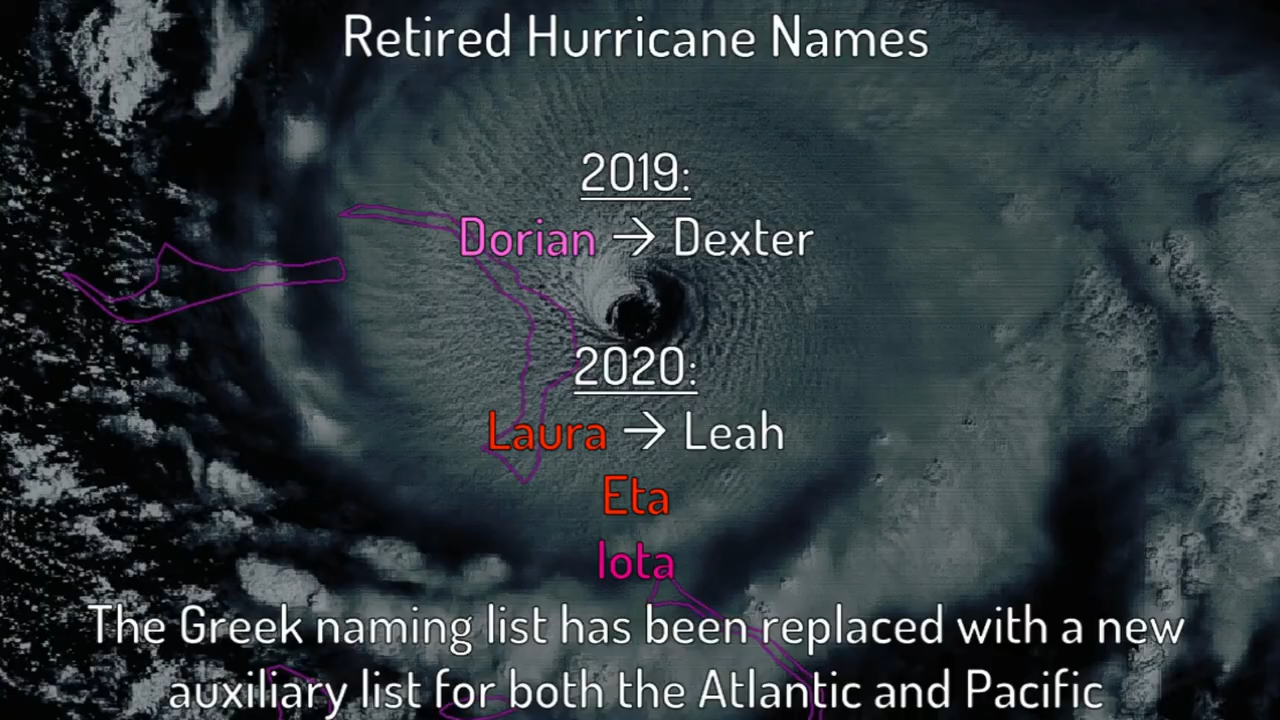 Retired Hurricane Names
2019:
Dorian → Dexter
2020:
Laura → Leah
Eta
Iota
The Greek naming list has been replaced with a new
auxiliary list for both the Atlantic and Pacific